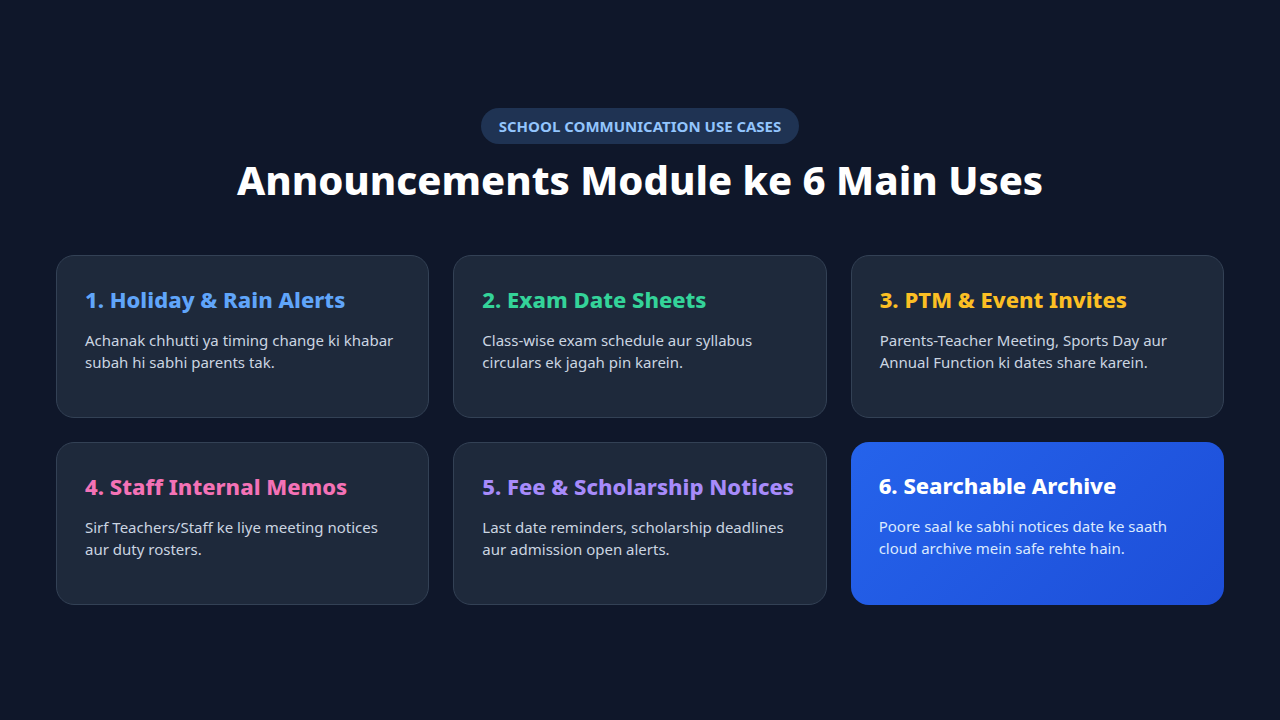 SCHOOL COMMUNICATION USE CASES
Announcements Module ke 6 Main Uses
1. Holiday & Rain Alerts
Achanak chhutti ya timing change ki khabar
subah hi sabhi parents tak.
2. Exam Date Sheets
Class-wise exam schedule aur syllabus
circulars ek jagah pin karein.
3. PTM & Event Invites
Parents-Teacher Meeting, Sports Day aur
Annual Function ki dates share karein.
4. Staff Internal Memos
Sirf Teachers/Staff ke liye meeting notices
aur duty rosters.
5. Fee & Scholarship Notices
Last date reminders, scholarship deadlines
aur admission open alerts.
6. Searchable Archive
Poore saal ke sabhi notices date ke saath
cloud archive mein safe rehte hain.